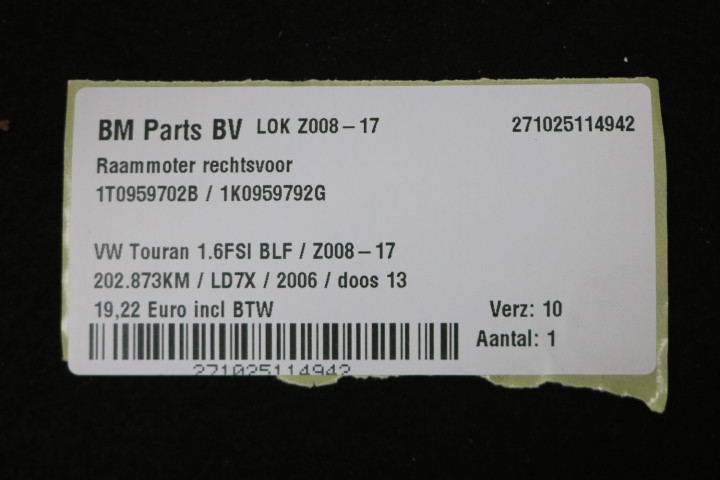 BM Parts BV LOK Z008-17 271025114942
Raammoter rechtsvoor
1T0959702B / 1K0959792G
VW Touran 1.6FSI BLF / Z008-17
202.873KM / LD7X / 2006 / doos 13
19,22 Euro incl BTW Verz: 10
Aantal: 1
271025114942